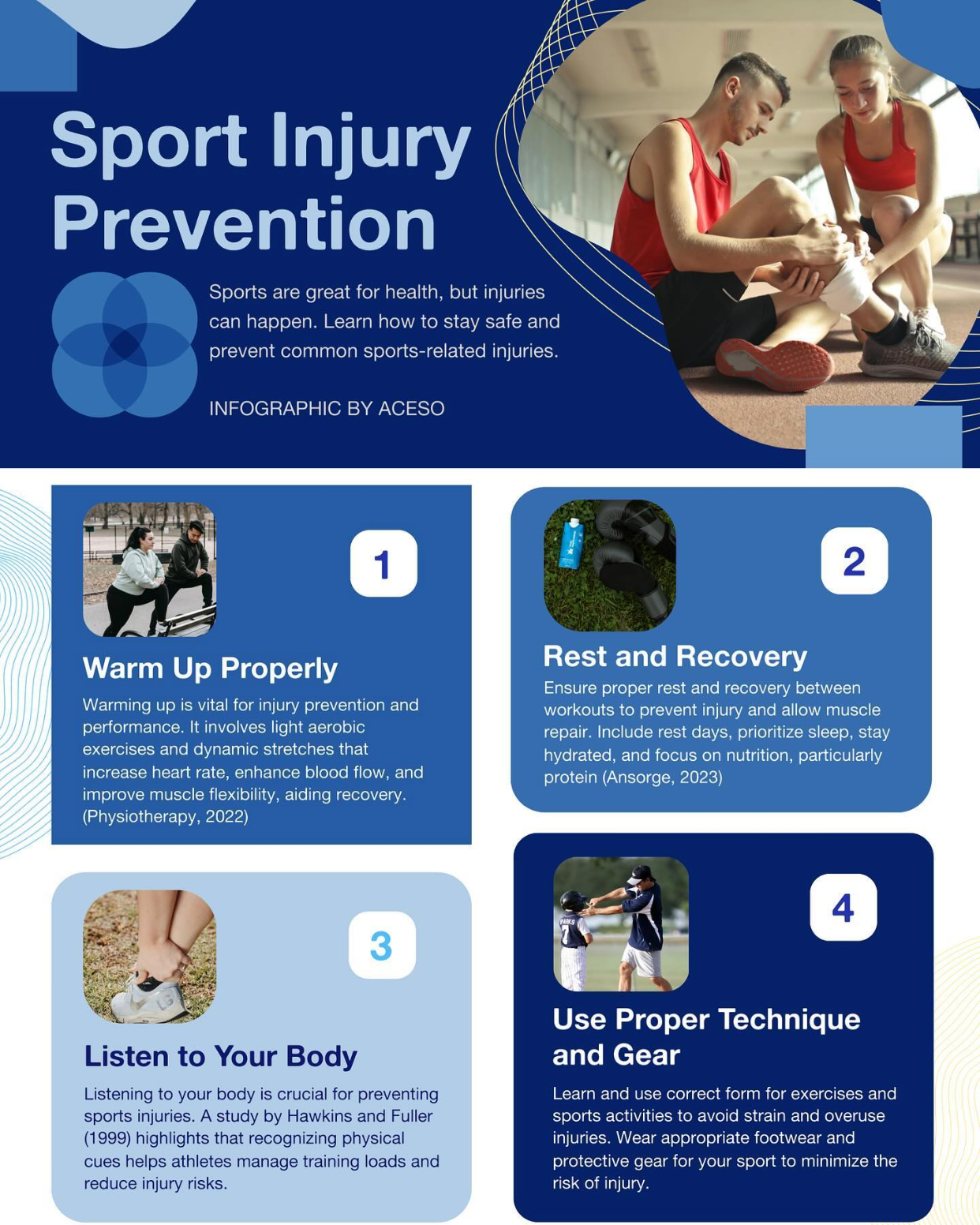 Sport Injury
Prevention
Sports are great for health, but injuries
can happen. Learn how to stay safe and
prevent common sports-related injuries.
INFOGRAPHIC BY ACESO
1
Warm Up Properly
Warming up is vital for injury prevention and
performance. It involves light aerobic
exercises and dynamic stretches that
increase heart rate, enhance blood flow, and
improve muscle flexibility, aiding recovery.
(Physiotherapy, 2022)
2
Rest and Recovery
Ensure proper rest and recovery between
workouts to prevent injury and allow muscle
repair. Include rest days, prioritize sleep, stay
hydrated, and focus on nutrition, particularly
protein (Ansorge, 2023)
3
Listen to Your Body
Listening to your body is crucial for preventing
sports injuries. A study by Hawkins and Fuller
(1999) highlights that recognizing physical
cues helps athletes manage training loads and
reduce injury risks.
4
7
Use Proper Technique
and Gear
Learn and use correct form for exercises and
sports activities to avoid strain and overuse
injuries. Wear appropriate footwear and
protective gear for your sport to minimize the
risk of injury.